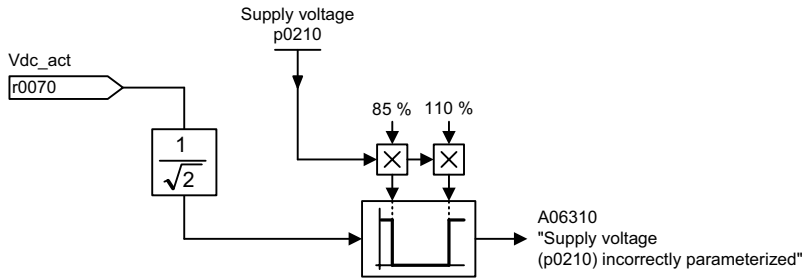 Supply voltage
p0210
Vdc_act
r0070
85 % 110 %
1
√2
A06310
"Supply voltage
(p0210) incorrectly parameterized"